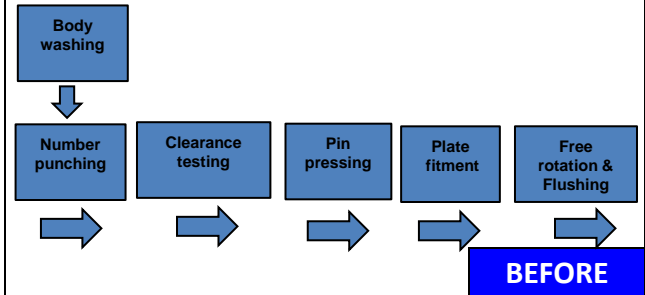 Body
washing
Number
punching
Clearance
testing
Pin
pressing
Plate
fitment
Free
rotation &
Flushing
BEFORE